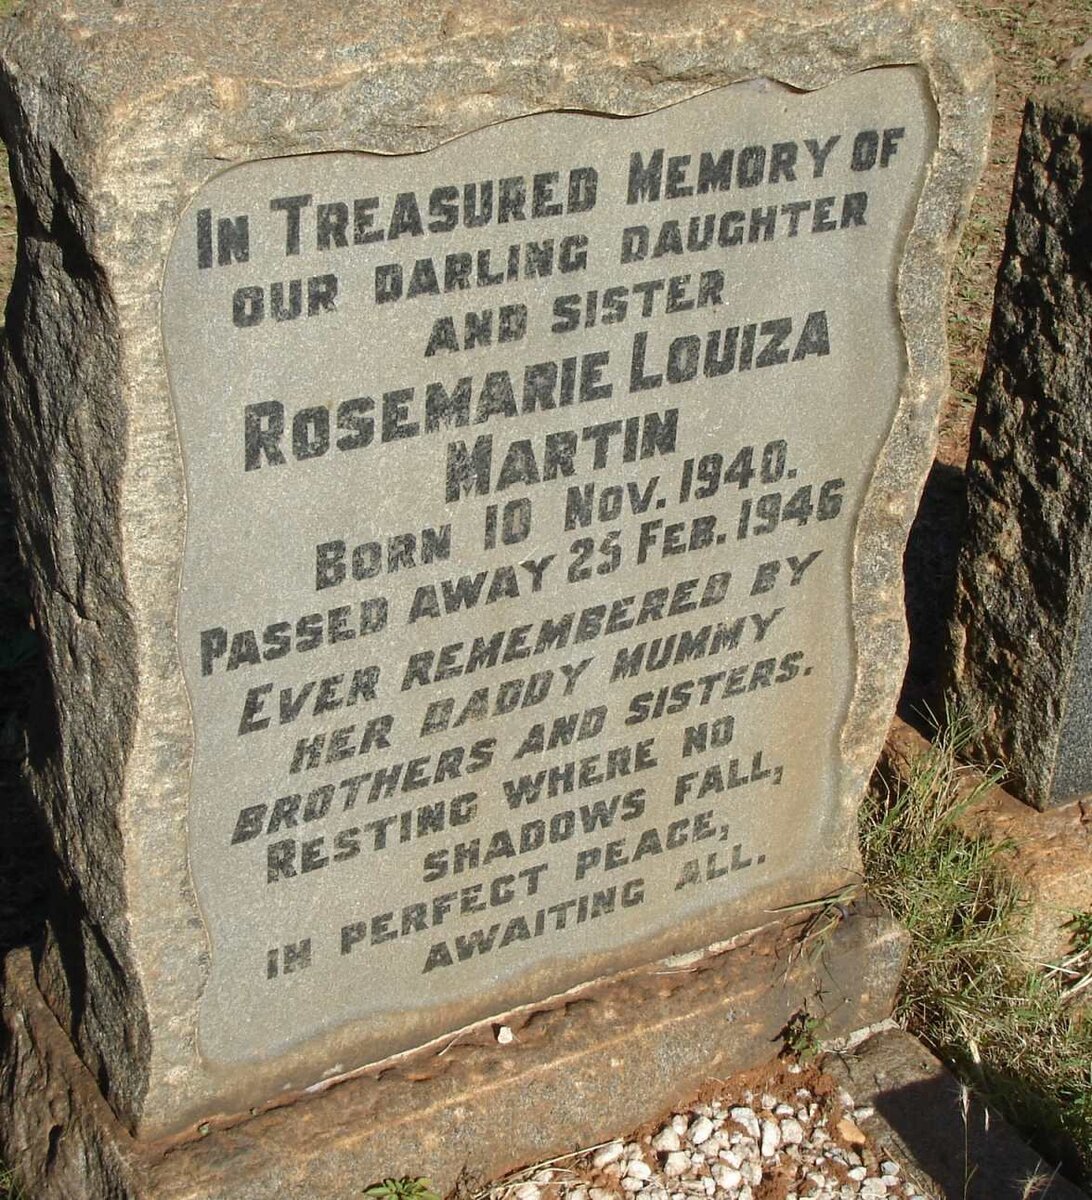 IN TREASURED MEMORY OF
OUR DARLING DAUGHTER
AND SISTER
ROSEMARIE LOUIZA
MARTIN
BORN 10 NOV. 1940.
PASSED AWAY 25 FEB. 1946
EVER REMEMBERED BY
HER DADDY MUMMY
BROTHERS AND SISTERS.
RESTING WHERE NO
SHADOWS FALL,
IN PERFECT PEACE,
AWAITING ALL.